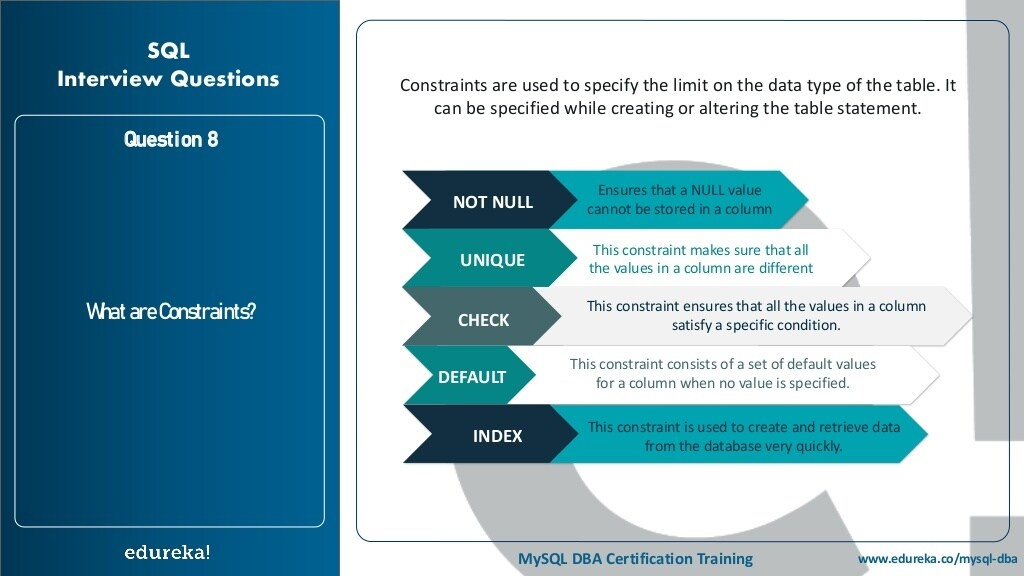 SQL
Interview Questions
Question 8
What are Constraints?
edureka!
Constraints are used to specify the limit on the data type of the table. It
can be specified while creating or altering the table statement.
NOT NULL
Ensures that a NULL value
cannot be stored in a column
UNIQUE
This constraint makes sure that all
the values in a column are different
CHECK
This constraint ensures that all the values in a column
satisfy a specific condition.
DEFAULT
This constraint consists of a set of default values
for a column when no value is specified.
INDEX
This constraint is used to create and retrieve data
from the database very quickly.
MySQL DBA Certification Training
www.edureka.co/mysql-dba